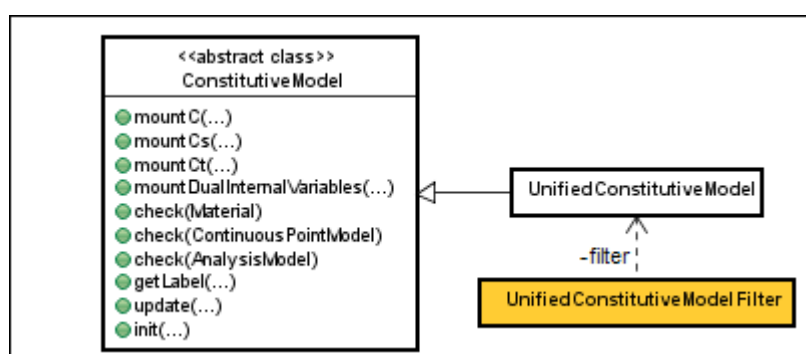 <<abstract class>>
ConstitutiveModel
mountC(...)
mountCs(...)
mountCt(...)
mountDualInternalVariables(...)
check(Material)
check(ContinuousPointModel)
check(AnalysisModel)
getLabel(...)
update(...)
init(...)
UnifiedConstitutiveModel
-filter
UnifiedConstitutiveModelFilter